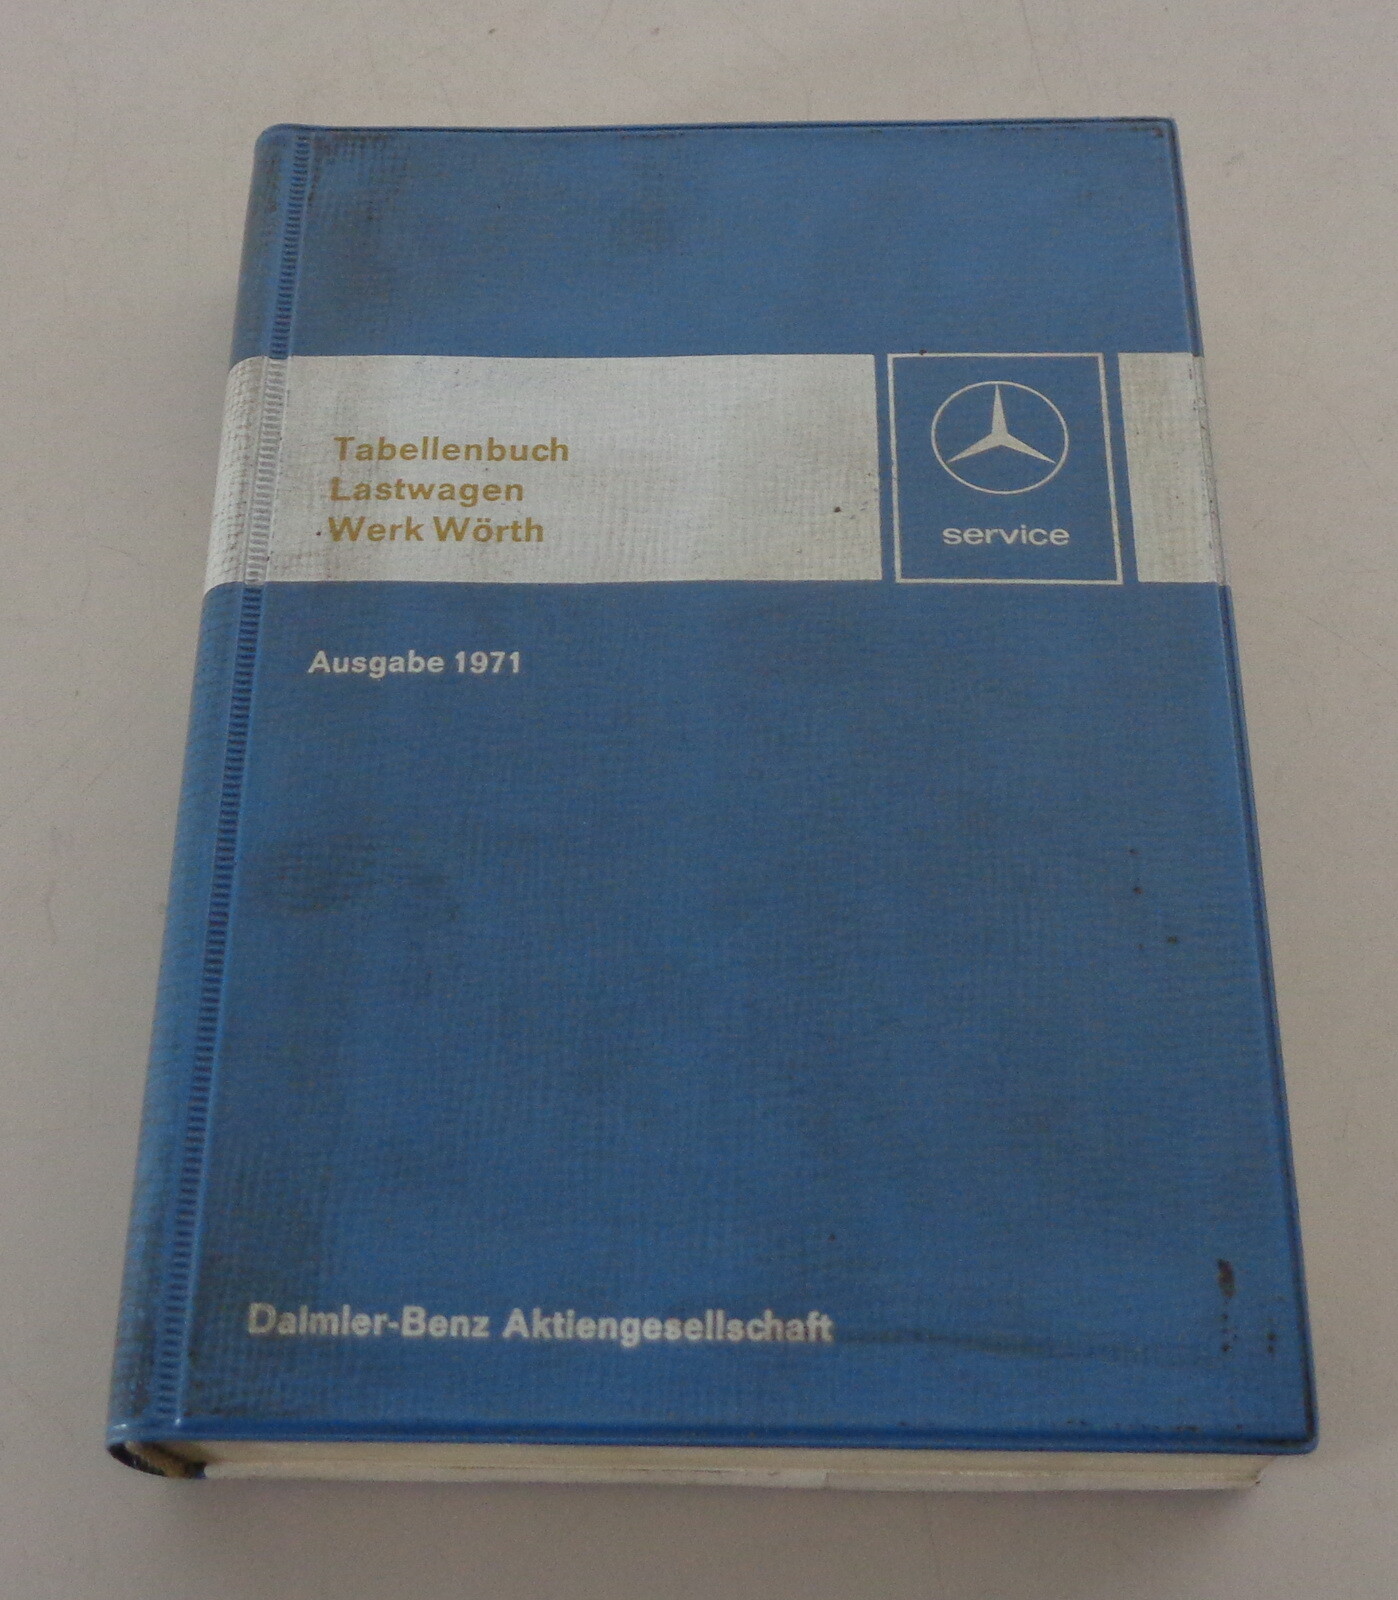 Tabellenbuch
Lastwagen
Werk Wörth
service
Ausgabe 1971
Daimler-Benz Aktiengesellschaft